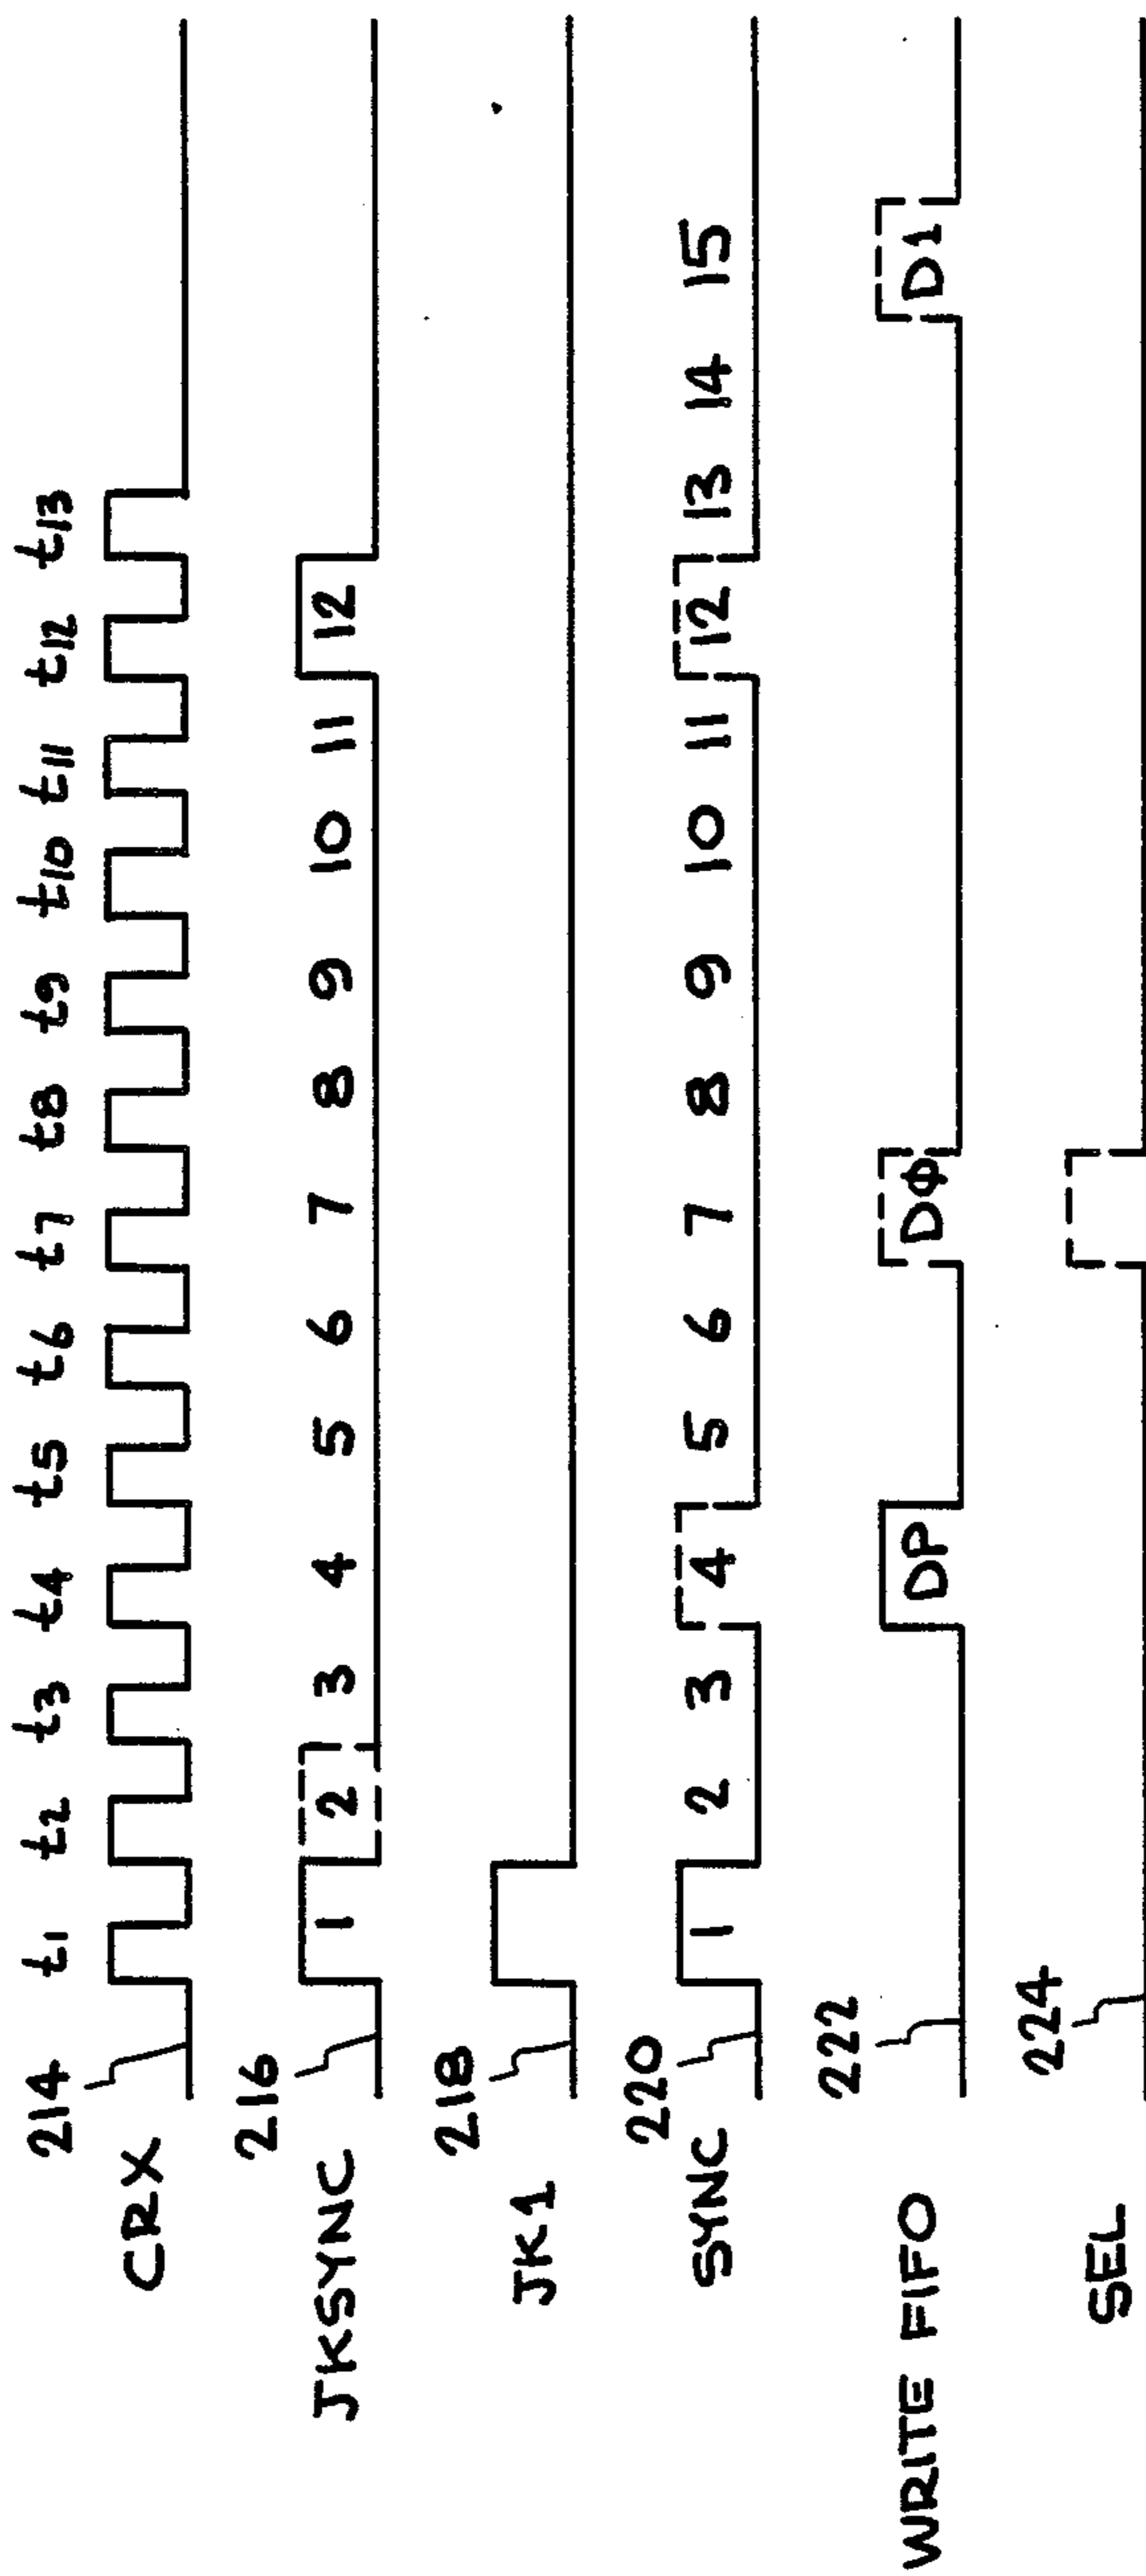 t1 t2 t3 t4 t5 t6 t7 t8 t9 t10 t11 t12 t13
214
CRX
216
JKSYNC 1 2 3 4 5 6 7 8 9 10 11 12
218
JK1
220
SYNC 1 2 3 4 5 6 7 8 9 10 11 12 13 14 15
222
WRITE FIFO DP DΦ D1
224
SEL